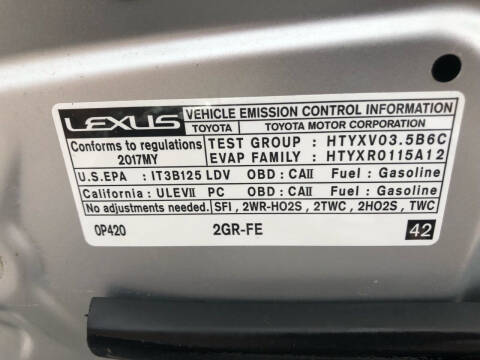 LEXUS VEHICLE EMISSION CONTROL INFORMATION
TOYOTA TOYOTA MOTOR CORPORATION
Conforms to regulations TEST GROUP : HTYXV03.5B6C
2017MY EVAP FAMILY : HTYXR0115A12
U.S.EPA : IT3B125 LDV OBD : CAII Fuel : Gasoline
California : ULEVII PC OBD : CAII Fuel : Gasoline
No adjustments needed. SFI , 2WR-HO2S , 2TWC , 2HO2S , TWC
0P420 2GR-FE 42